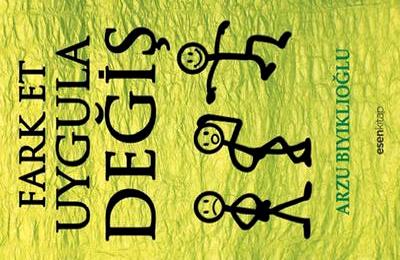 FARK ET
UYGULA
DEĞİŞ
ARZU BIYIKLIOĞLU
esenkitap